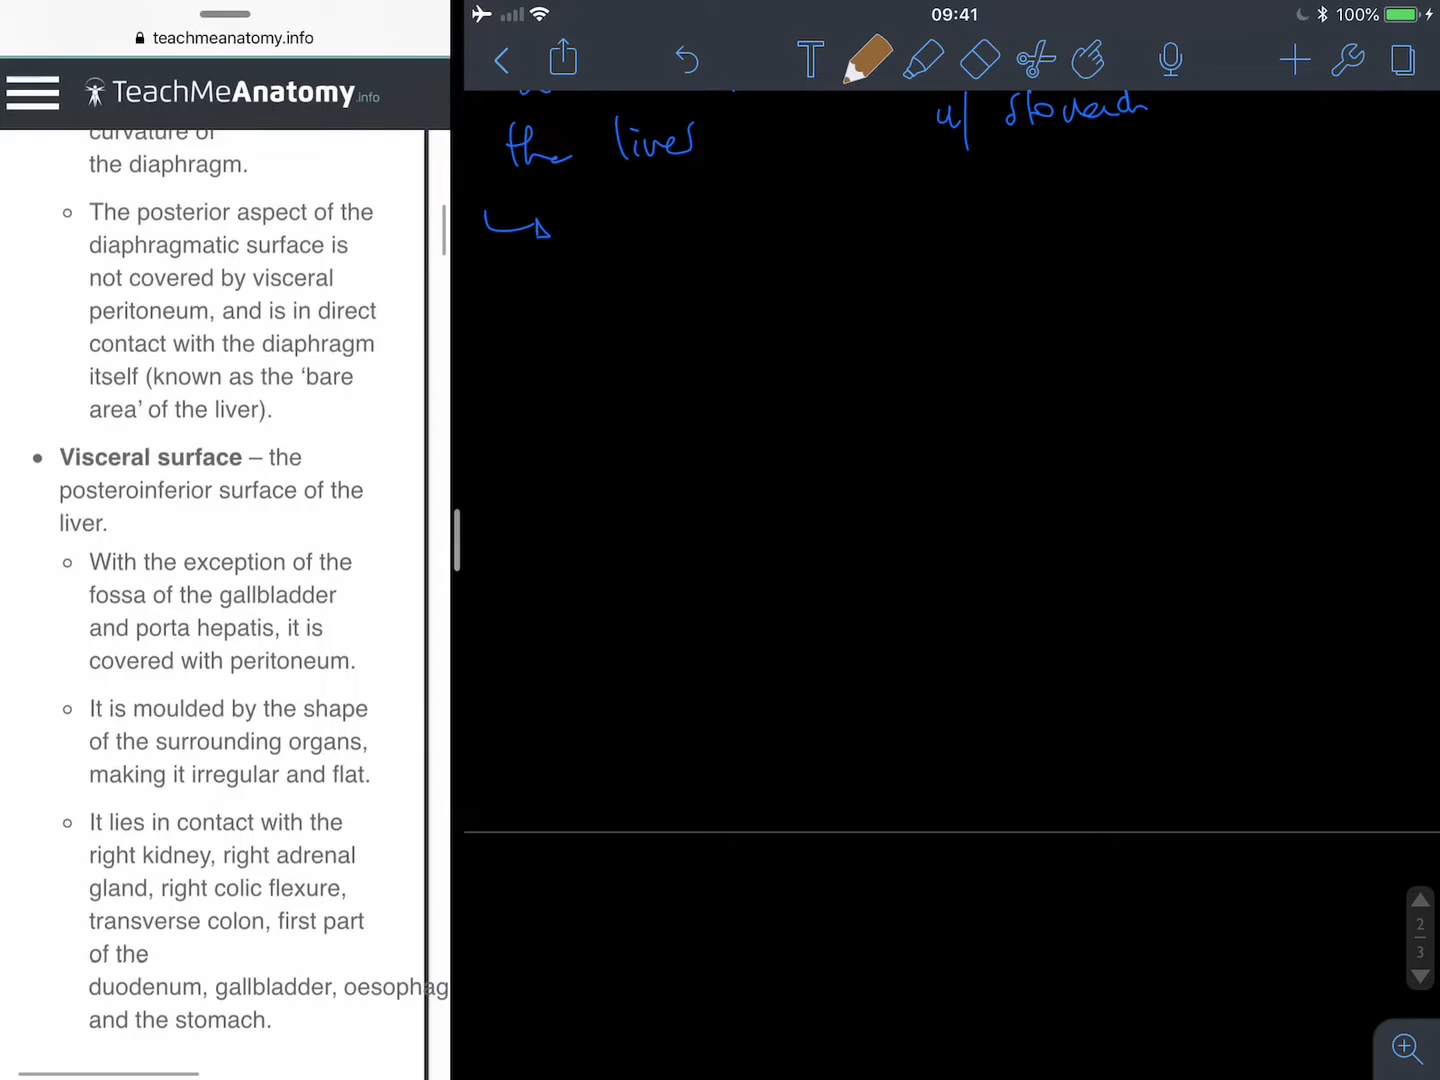 teachmeanatomy.info
TeachMeAnatomy.info
curvature of
the diaphragm.
The posterior aspect of the
diaphragmatic surface is
not covered by visceral
peritoneum, and is in direct
contact with the diaphragm
itself (known as the ‘bare
area’ of the liver).
Visceral surface – the
posteroinferior surface of the
liver.
With the exception of the
fossa of the gallbladder
and porta hepatis, it is
covered with peritoneum.
It is moulded by the shape
of the surrounding organs,
making it irregular and flat.
It lies in contact with the
right kidney, right adrenal
gland, right colic flexure,
transverse colon, first part
of the
duodenum, gallbladder, oesophag
and the stomach.
09:41
100%
T
the liver
w/ stomach
2
3